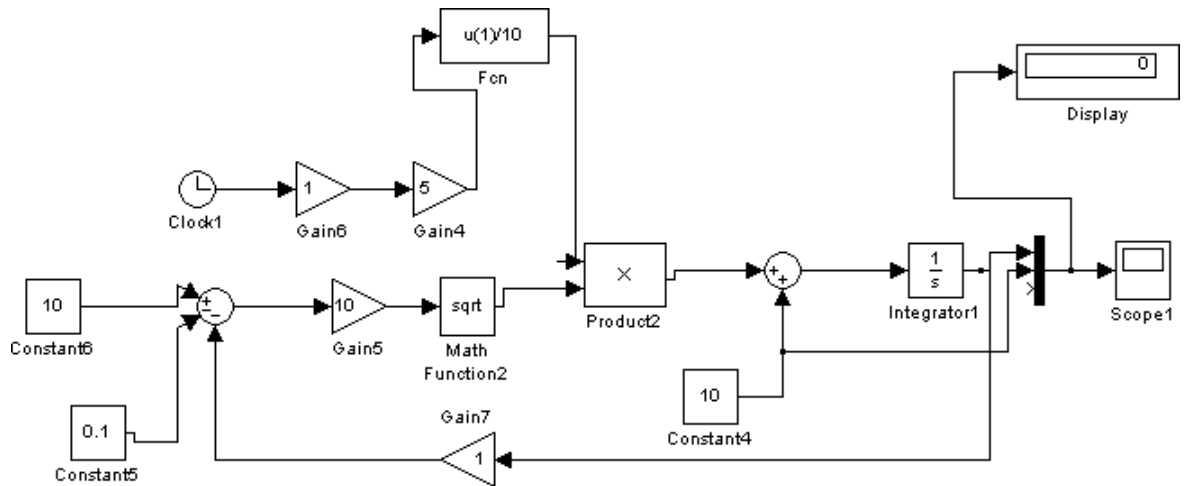 u(1)/10
Fcn
0
Display
Clock1
1
Gain6
5
Gain4
10
Constant6
+
−
−
10
Gain5
sqrt
Math
Function2
×
Product2
+
+
1
s
Integrator1
Scope1
10
Constant4
0.1
Constant5
Gain7
1